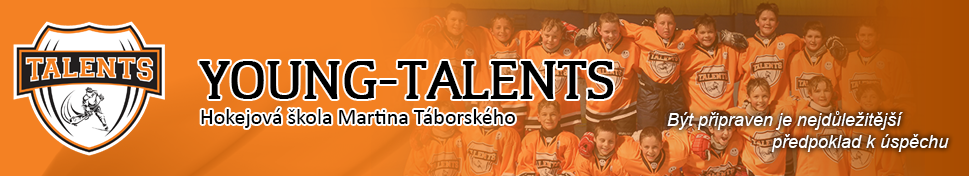 TALENTS
YOUNG-TALENTS
Hokejová škola Martina Táborského
Být připraven je nejdůležitější
předpoklad k úspěchu